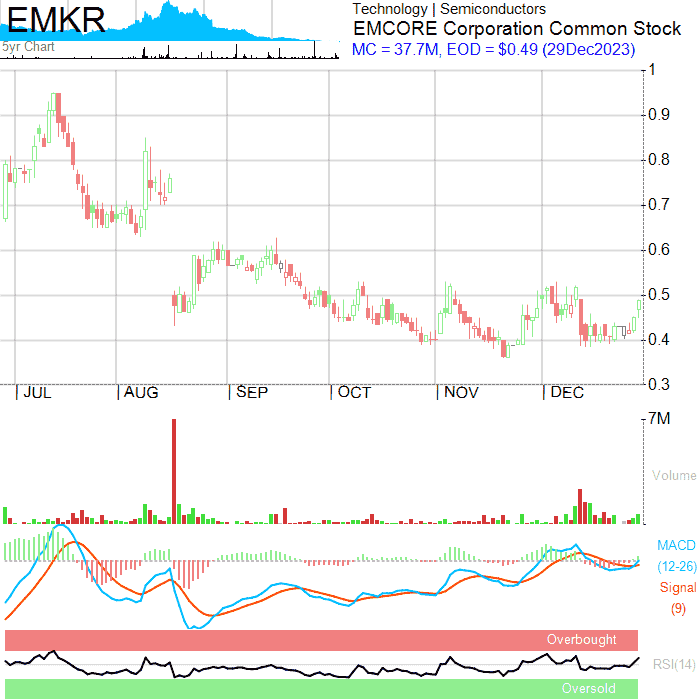 EMKR
5yr Chart
Technology | Semiconductors
EMCORE Corporation Common Stock
MC = 37.7M, EOD = $0.49 (29Dec2023)
1
0.9
0.8
0.7
0.6
0.5
0.4
0.3
JUL AUG SEP OCT NOV DEC
7M
Volume
MACD
(12-26)
Signal
(9)
Overbought
RSI(14)
Oversold